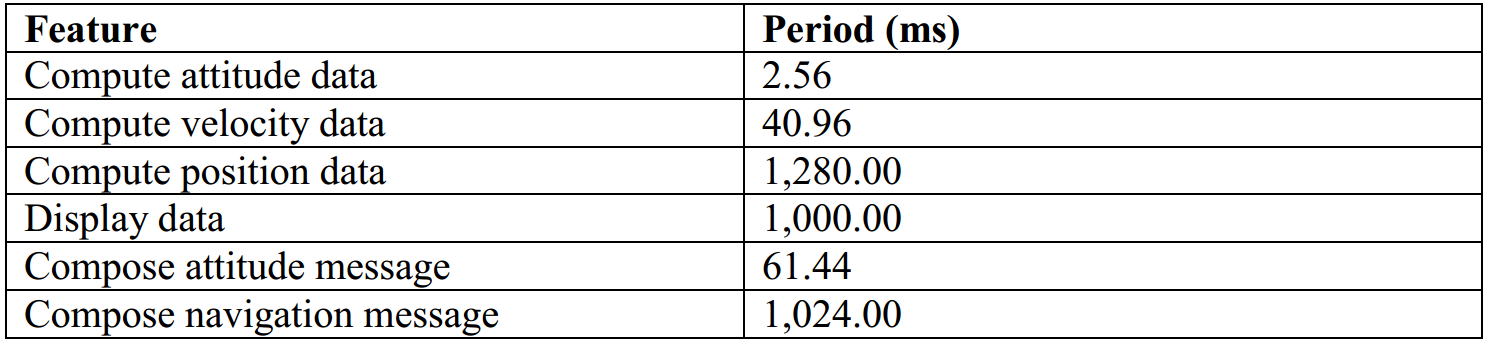 Feature Period (ms)
Compute attitude data 2.56
Compute velocity data 40.96
Compute position data 1,280.00
Display data 1,000.00
Compose attitude message 61.44
Compose navigation message 1,024.00